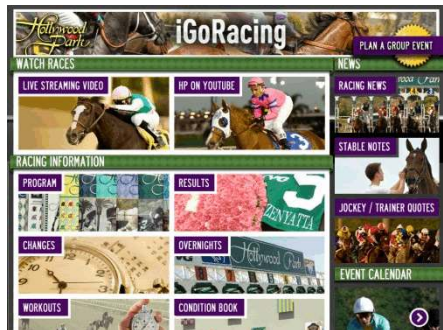 Hollywood
Park
iGoRacing
PLAN A GROUP EVENT
WATCH RACES
NEWS
LIVE STREAMING VIDEO
HP ON YOUTUBE
RACING NEWS
STABLE NOTES
RACING INFORMATION
PROGRAM
RESULTS
ZENYATTA
JOCKEY / TRAINER QUOTES
CHANGES
OVERNIGHTS
Hollywood Park
EVENT CALENDAR
WORKOUTS
CONDITION BOOK